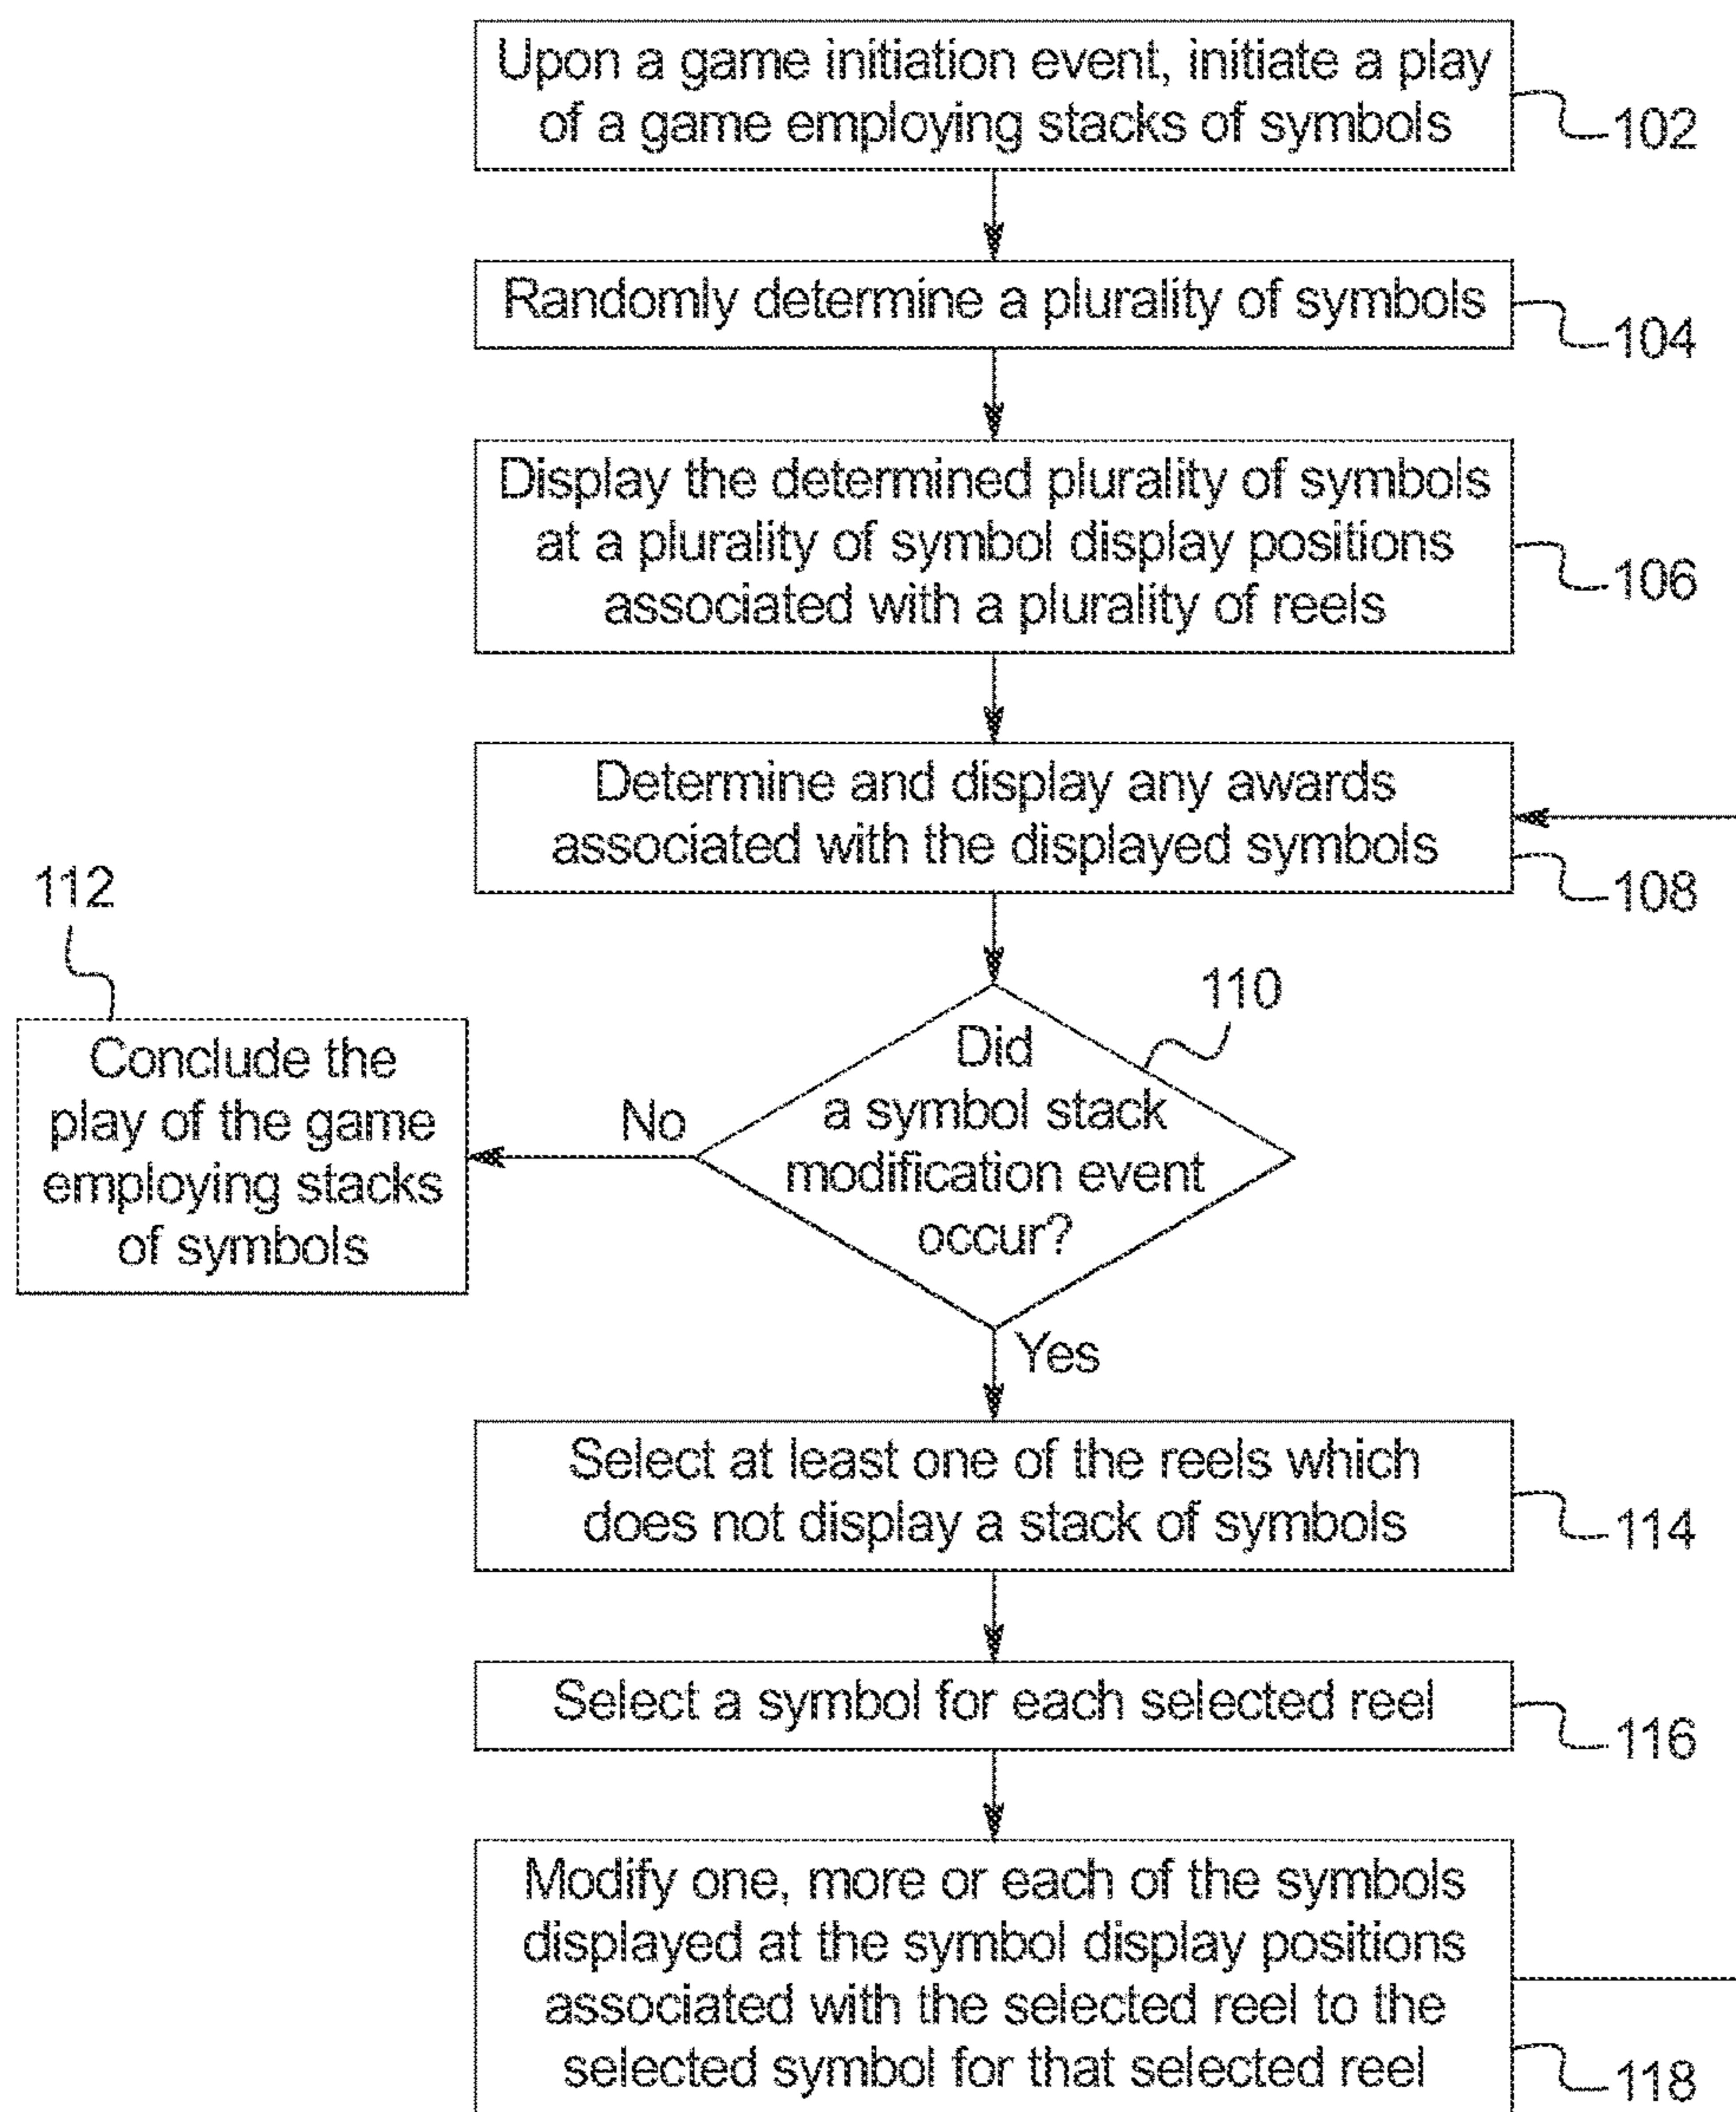 Upon a game initiation event, initiate a play
of a game employing stacks of symbols
102
Randomly determine a plurality of symbols
104
Display the determined plurality of symbols
at a plurality of symbol display positions
associated with a plurality of reels
106
Determine and display any awards
associated with the displayed symbols
108
112
Conclude the
play of the game
employing stacks
of symbols
No
110
Did
a symbol stack
modification event
occur?
Yes
Select at least one of the reels which
does not display a stack of symbols
114
Select a symbol for each selected reel
116
Modify one, more or each of the symbols
displayed at the symbol display positions
associated with the selected reel to the
selected symbol for that selected reel
118